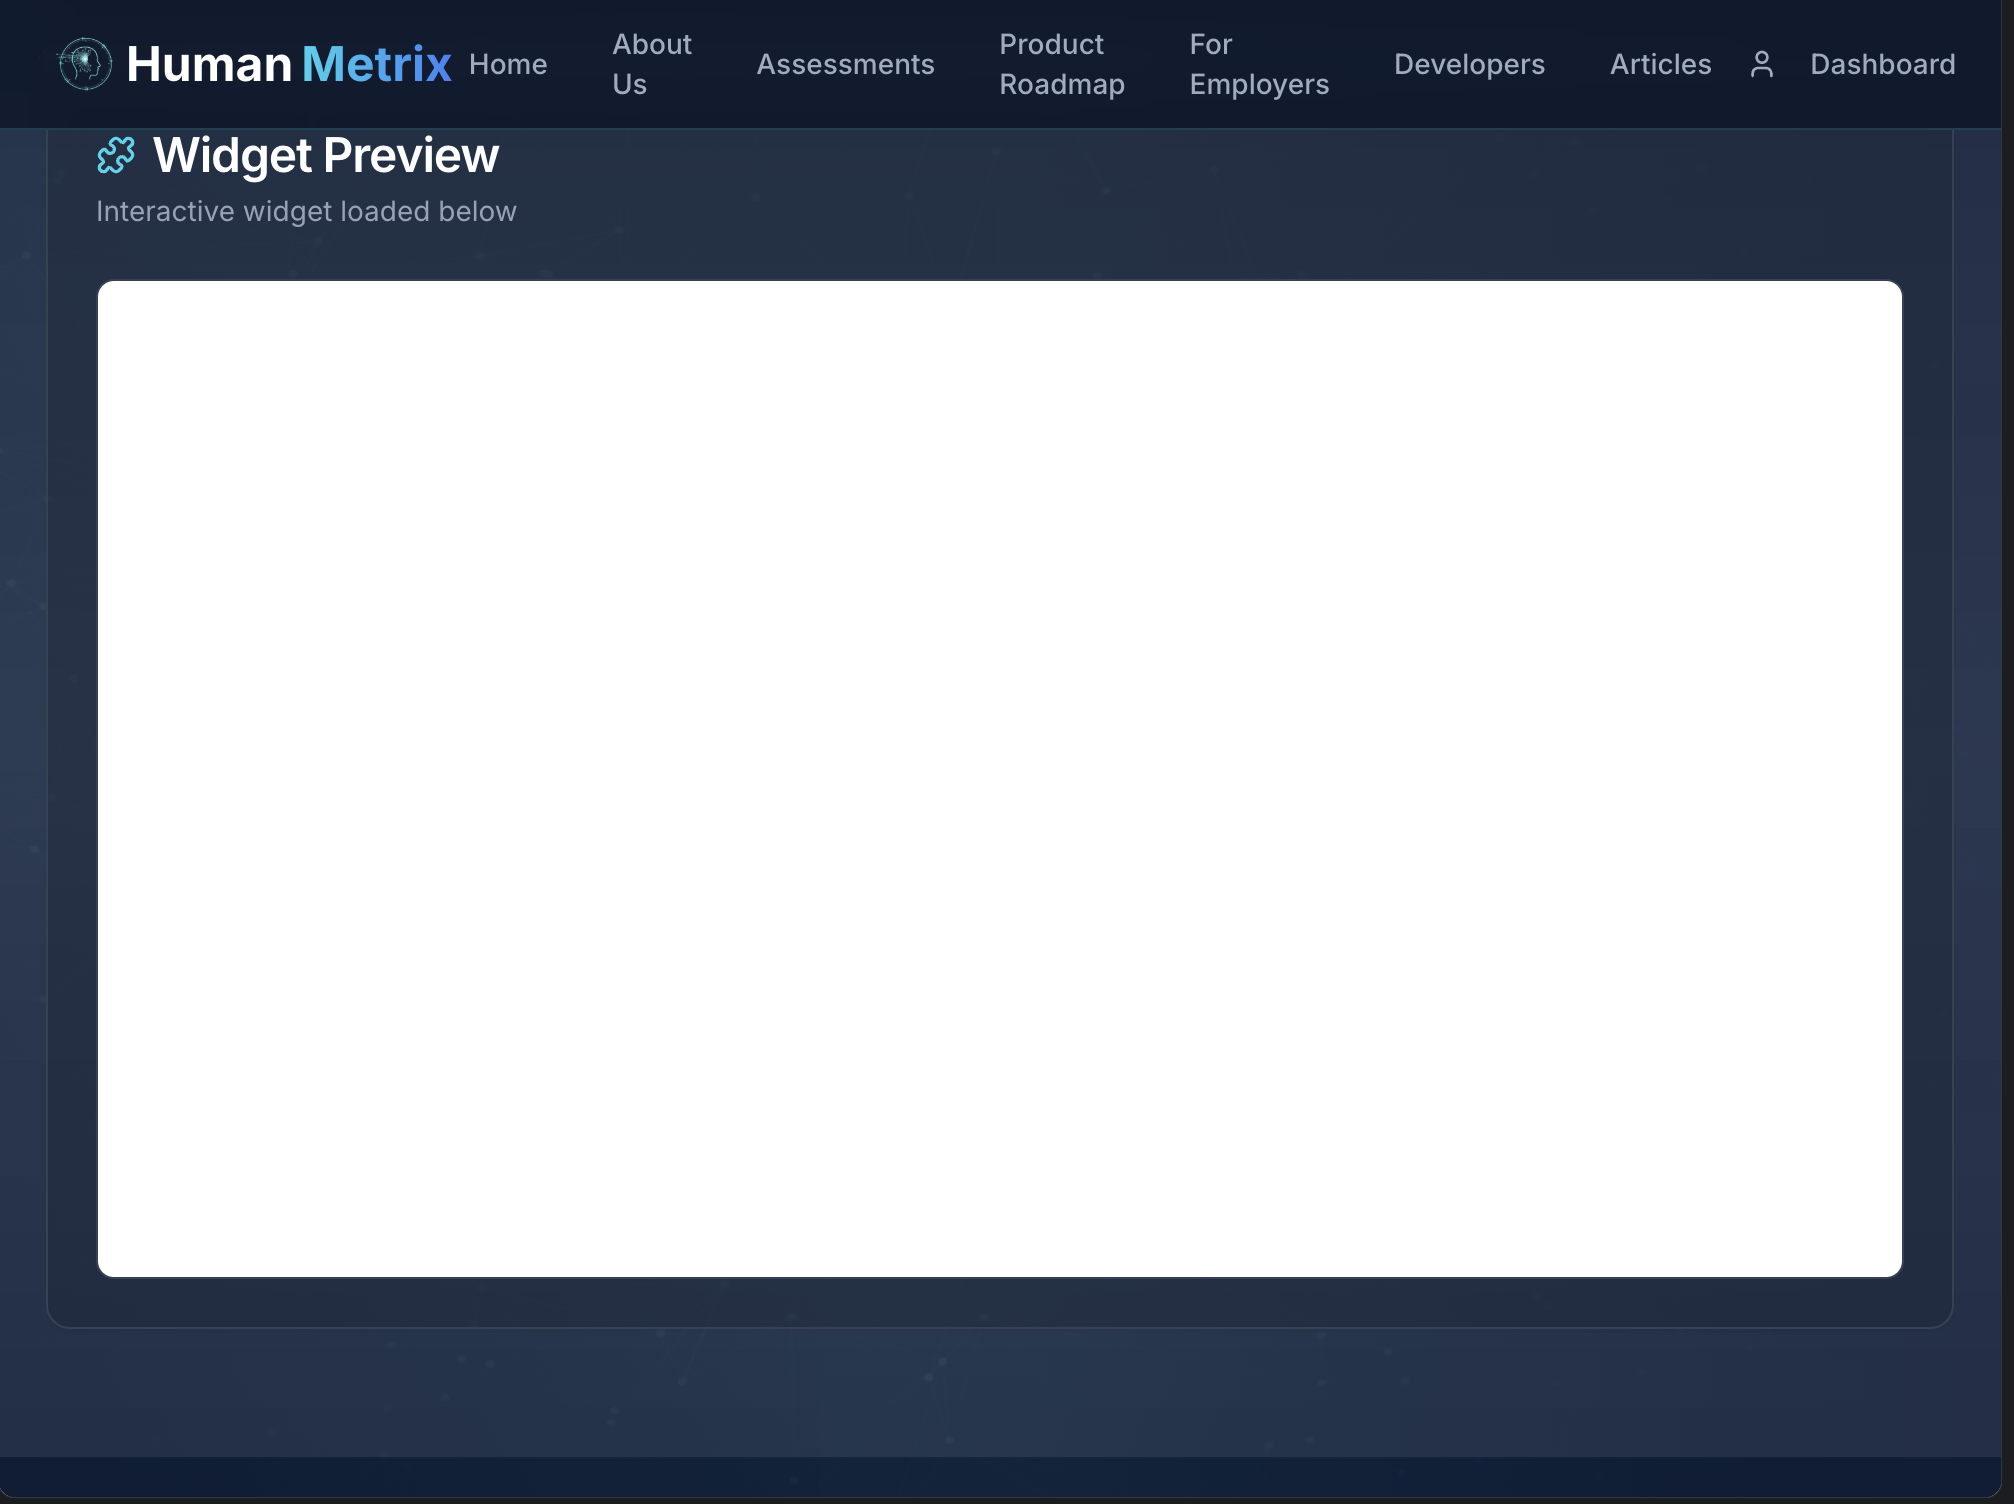 Human Metrix
Home
About
Us
Assessments
Product
Roadmap
For
Employers
Developers
Articles
Dashboard
Widget Preview
Interactive widget loaded below